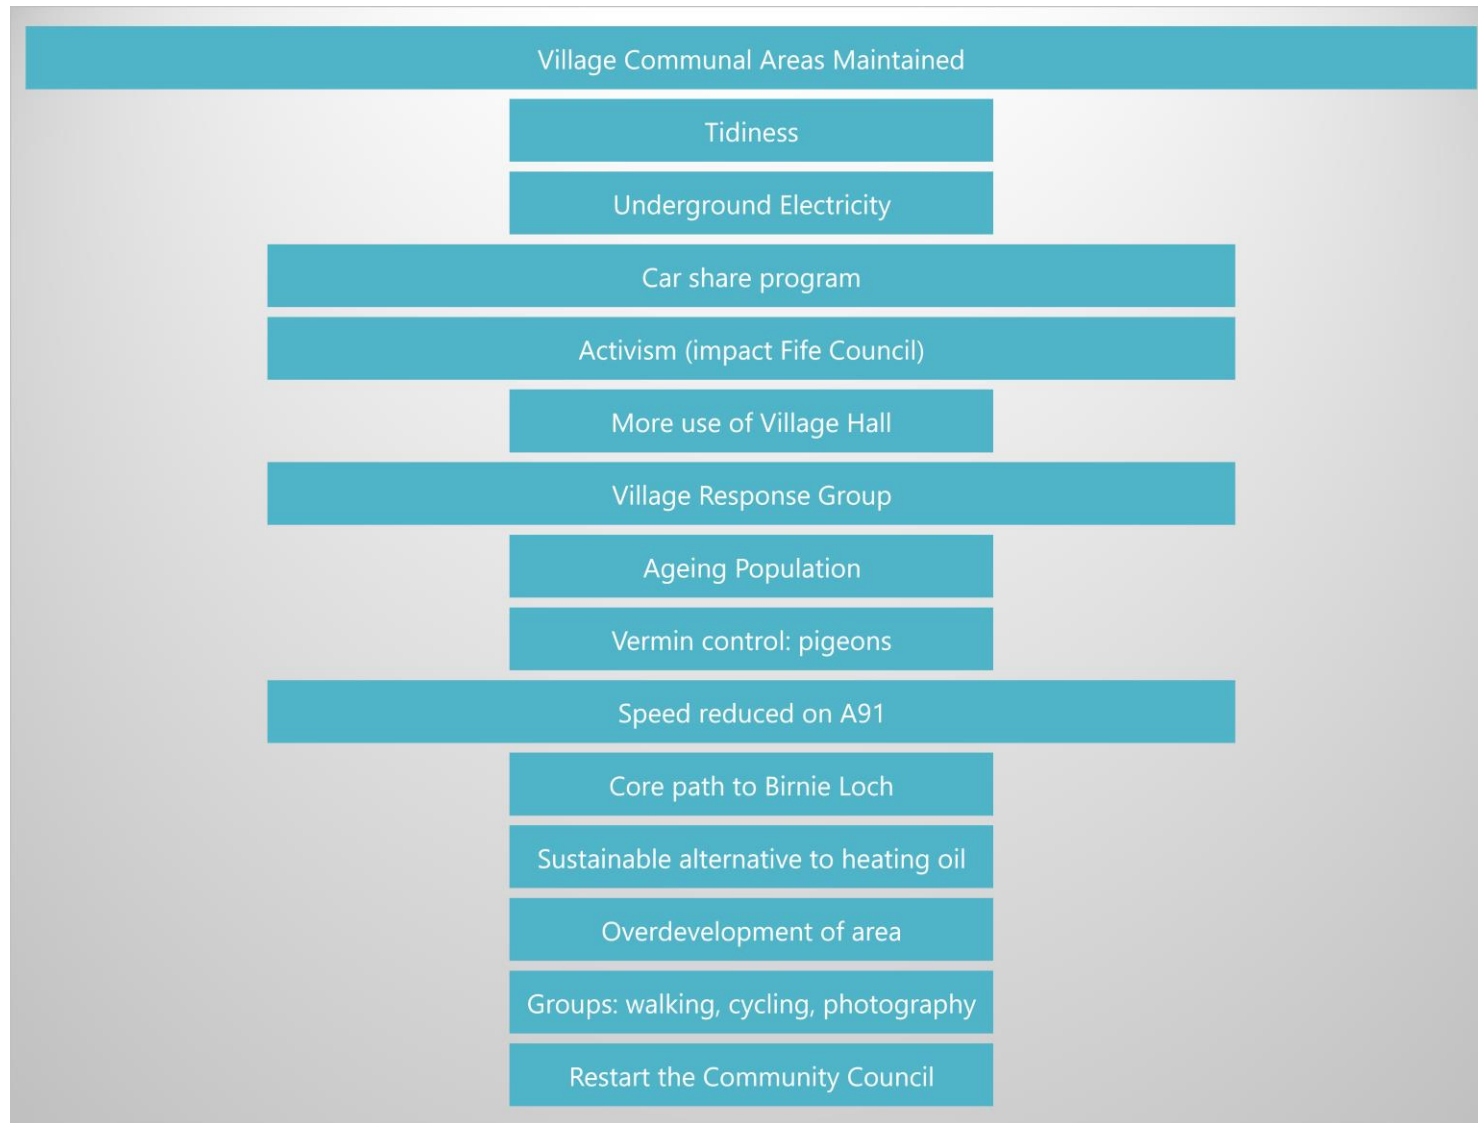 Village Communal Areas Maintained
Tidiness
Underground Electricity
Car share program
Activism (impact Fife Council)
More use of Village Hall
Village Response Group
Ageing Population
Vermin control: pigeons
Speed reduced on A91
Core path to Birnie Loch
Sustainable alternative to heating oil
Overdevelopment of area
Groups: walking, cycling, photography
Restart the Community Council